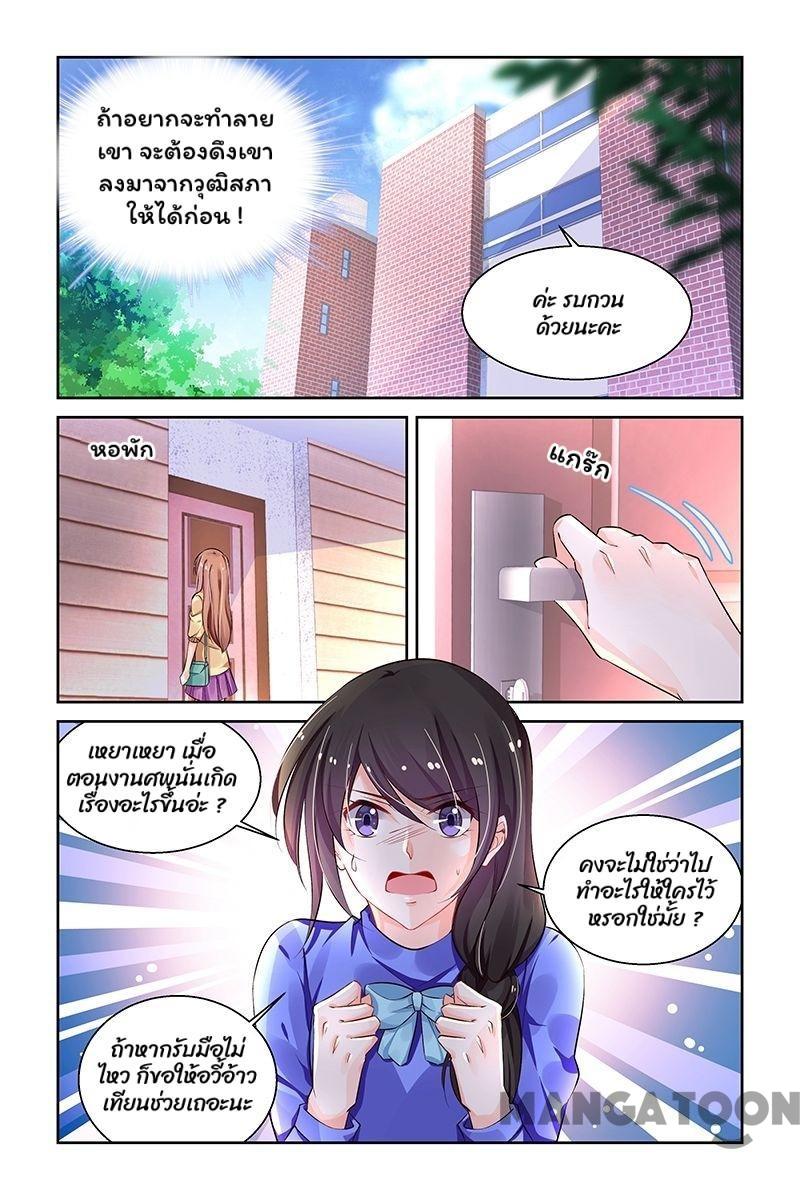 ถ้าอยากจะทำลาย
เขา จะต้องดึงเขา
ลงมาจากวุฒิสภา
ให้ได้ก่อน !
ค่ะ รบกวน
ด้วยนะคะ
หอพัก
แกร๊ก
เหยาเหยา เมื่อ
ตอนงานศพนั่นเกิด
เรื่องอะไรขึ้นอ่ะ ?
คงจะไม่ใช่ว่าไป
ทำอะไรให้ใครไว้
หรอกใช่มั้ย ?
ถ้าหากรับมือไม่
ไหว ก็ขอให้อวี้อ้าว
เทียนช่วยเถอะนะ
MANGATOON